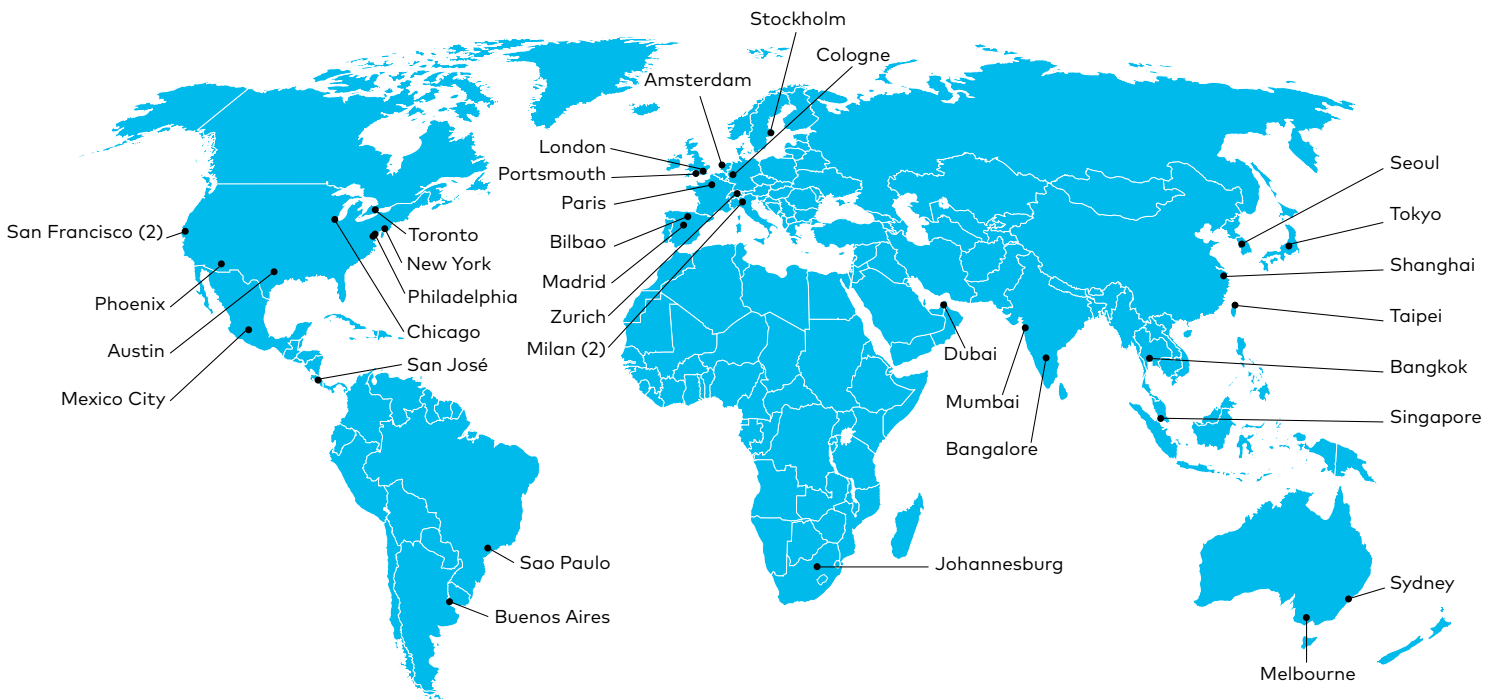 Stockholm
Cologne
Amsterdam
London
Portsmouth
Paris
Bilbao
Madrid
Zurich
Milan (2)
San Francisco (2)
Phoenix
Austin
Mexico City
Toronto
New York
Philadelphia
Chicago
San José
Sao Paulo
Buenos Aires
Dubai
Mumbai
Bangalore
Johannesburg
Seoul
Tokyo
Shanghai
Taipei
Bangkok
Singapore
Sydney
Melbourne